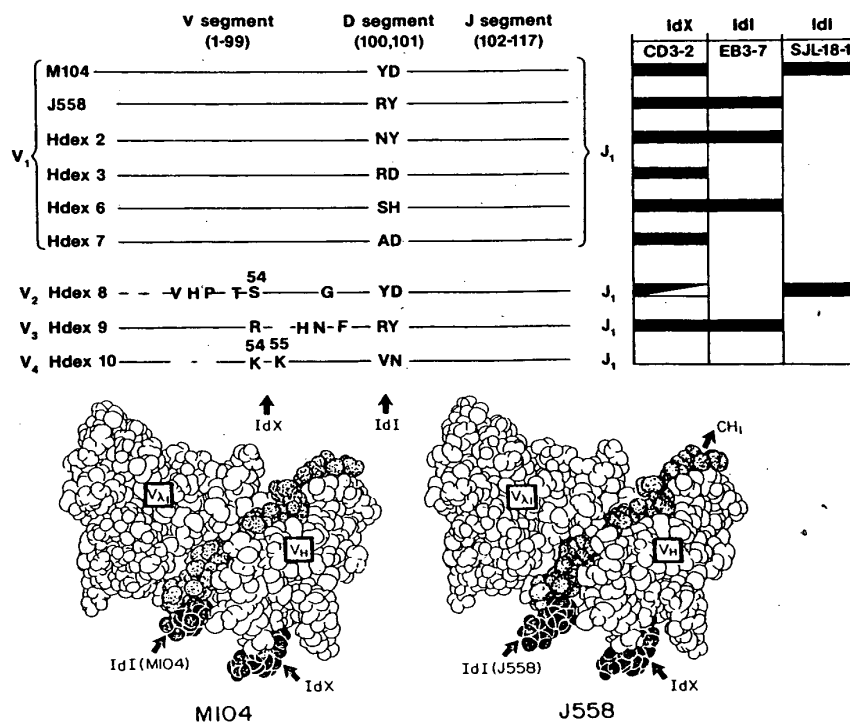 V segment D segment J segment IdX IdI IdI
(1-99) (100,101) (102-117) CD3-2 EB3-7 SJL-18-1
M104 YD
J558 RY
Hdex 2 NY
V1 J1
Hdex 3 RD
Hdex 6 SH
Hdex 7 AD
54
V2 Hdex 8 V H P T S G YD J1
V3 Hdex 9 R H N F RY J1
54 55
V4 Hdex 10 K K VN J1
IdX IdI
CH1
VλI VλI
VH VH
IdI(M104) IdX IdI(J558) IdX
M104 J558